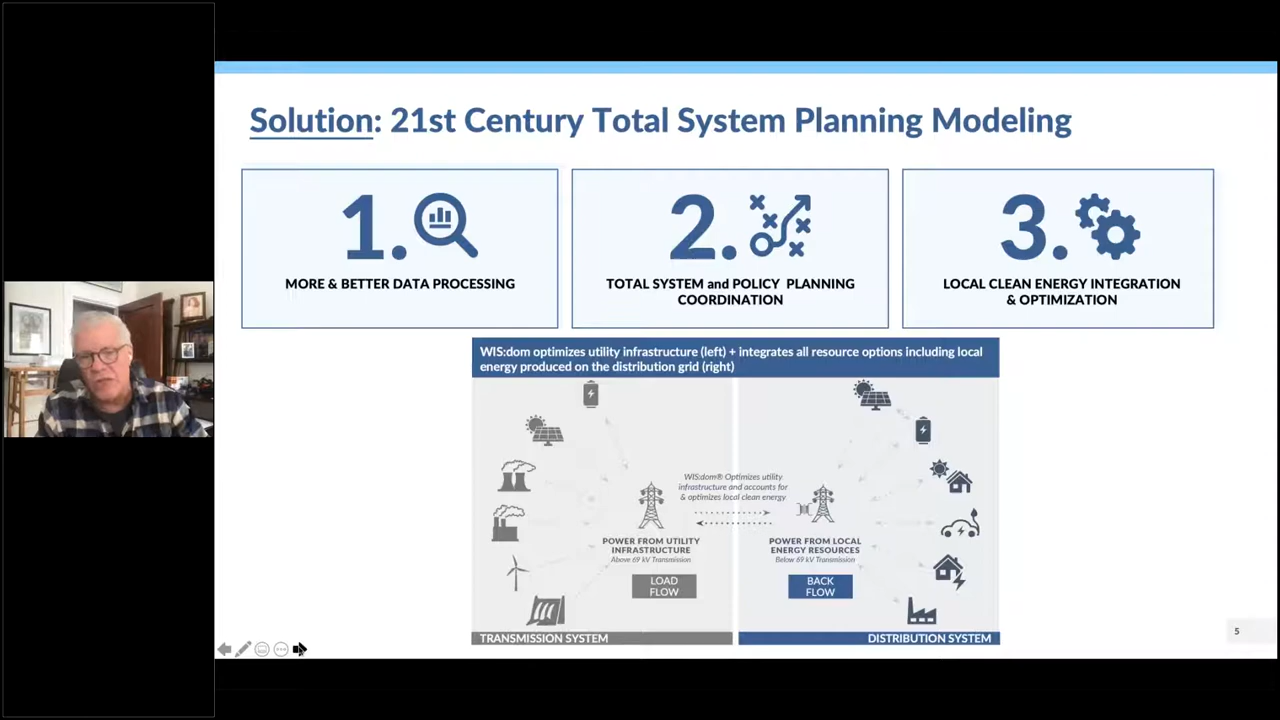 Solution: 21st Century Total System Planning Modeling
1.
MORE & BETTER DATA PROCESSING
2.
TOTAL SYSTEM and POLICY PLANNING
COORDINATION
3.
LOCAL CLEAN ENERGY INTEGRATION
& OPTIMIZATION
WIS:dom optimizes utility infrastructure (left) + integrates all resource options including local
energy produced on the distribution grid (right)
WIS:dom® Optimizes utility
infrastructure and accounts for
& optimizes local clean energy
POWER FROM UTILITY
INFRASTRUCTURE
Above 69 kV Transmission
LOAD
FLOW
POWER FROM LOCAL
ENERGY RESOURCES
Below 69 kV Transmission
BACK
FLOW
TRANSMISSION SYSTEM
DISTRIBUTION SYSTEM
5